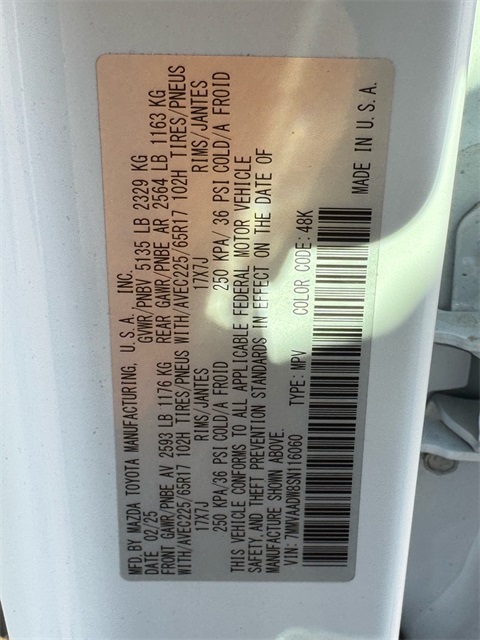 MFD.BY MAZDA TOYOTA MANUFACTURING, U.S.A., INC.
DATE 02/25 GVWR/PNBV 5135 LB 2329 KG
FRONT GAWR/PNBE AV 2593 LB 1176 KG REAR GAWR/PNBE AR 2564 LB 1163 KG
WITH/AVEC225/65R17 102H TIRES/PNEUS WITH/AVEC225/65R17 102H TIRES/PNEUS
17X7J RIMS/JANTES 17X7J RIMS/JANTES
250 KPA/36 PSI COLD/A FROID 250 KPA/36 PSI COLD/A FROID
THIS VEHICLE CONFORMS TO ALL APPLICABLE FEDERAL MOTOR VEHICLE
SAFETY,AND THEFT PREVENTION STANDARDS IN EFFECT ON THE DATE OF
MANUFACTURE SHOWN ABOVE.
VIN: 7MMVAADW8SN116060 TYPE: MPV COLOR CODE: 48K
MADE IN U.S.A.